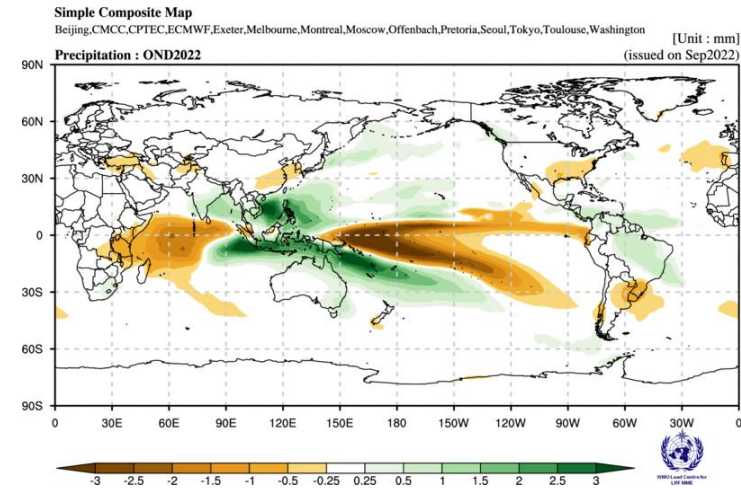 Simple Composite Map
Beijing,CMCC,CPTEC,ECMWF,Exeter,Melbourne,Montreal,Moscow,Offenbach,Pretoria,Seoul,Tokyo,Toulouse,Washington
[Unit : mm]
Precipitation : OND2022
(issued on Sep2022)
90N
60N
30N
0
30S
60S
90S
0 30E 60E 90E 120E 150E 180 150W 120W 90W 60W 30W 0
-3 -2.5 -2 -1.5 -1 -0.5 -0.25 0.25 0.5 1 1.5 2 2.5 3
WMO Lead Centre for
LRF MME